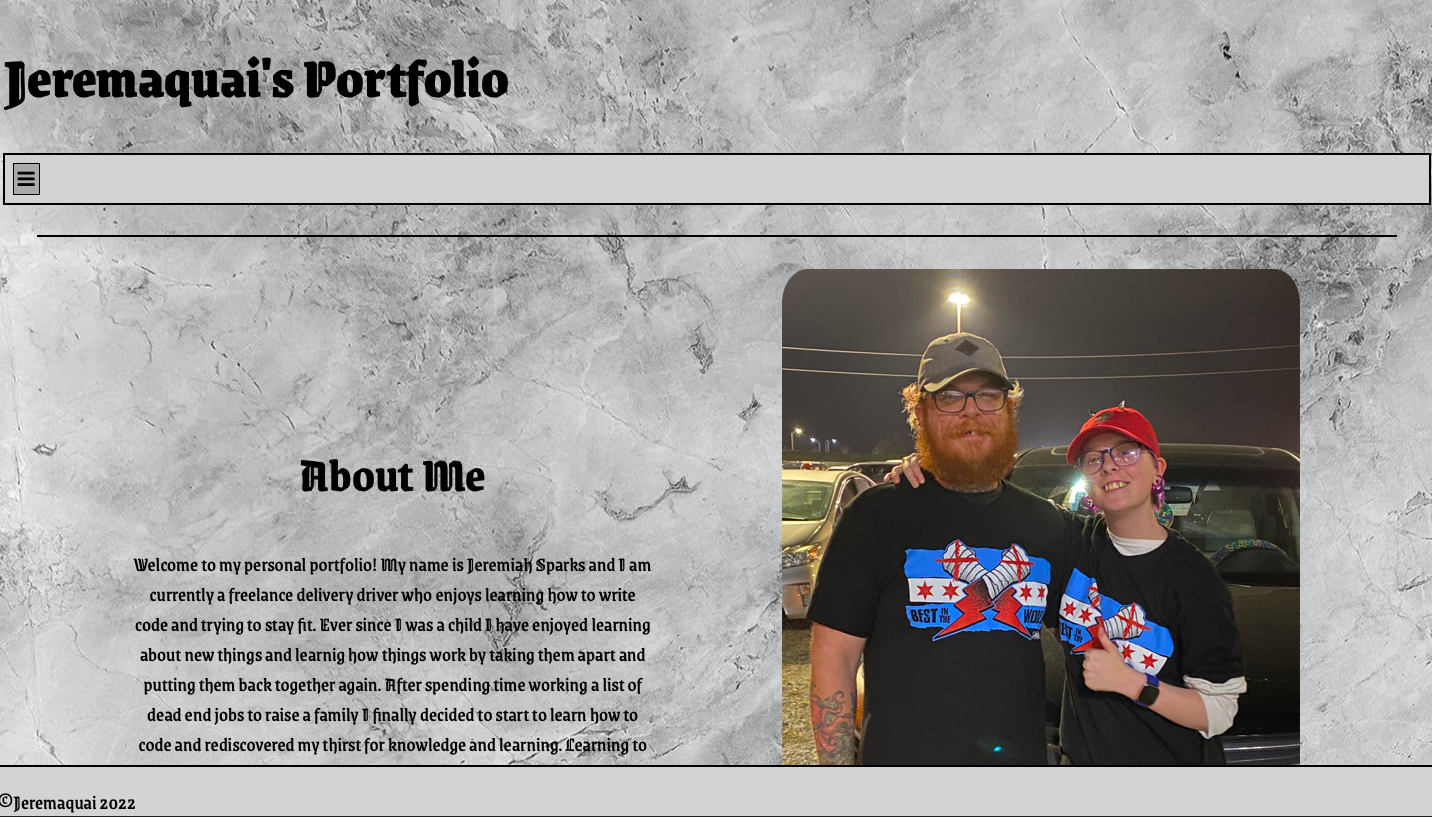 Jeremaquai's Portfolio
About Me
Welcome to my personal portfolio! My name is Jeremiah Sparks and I am
currently a freelance delivery driver who enjoys learning how to write
code and trying to stay fit. Ever since I was a child I have enjoyed learning
about new things and learnig how things work by taking them apart and
putting them back together again. After spending time working a list of
dead end jobs to raise a family I finally decided to start to learn how to
code and rediscovered my thirst for knowledge and learning. Learning to
BEST IN THE WORLD
IN THE
©Jeremaquai 2022